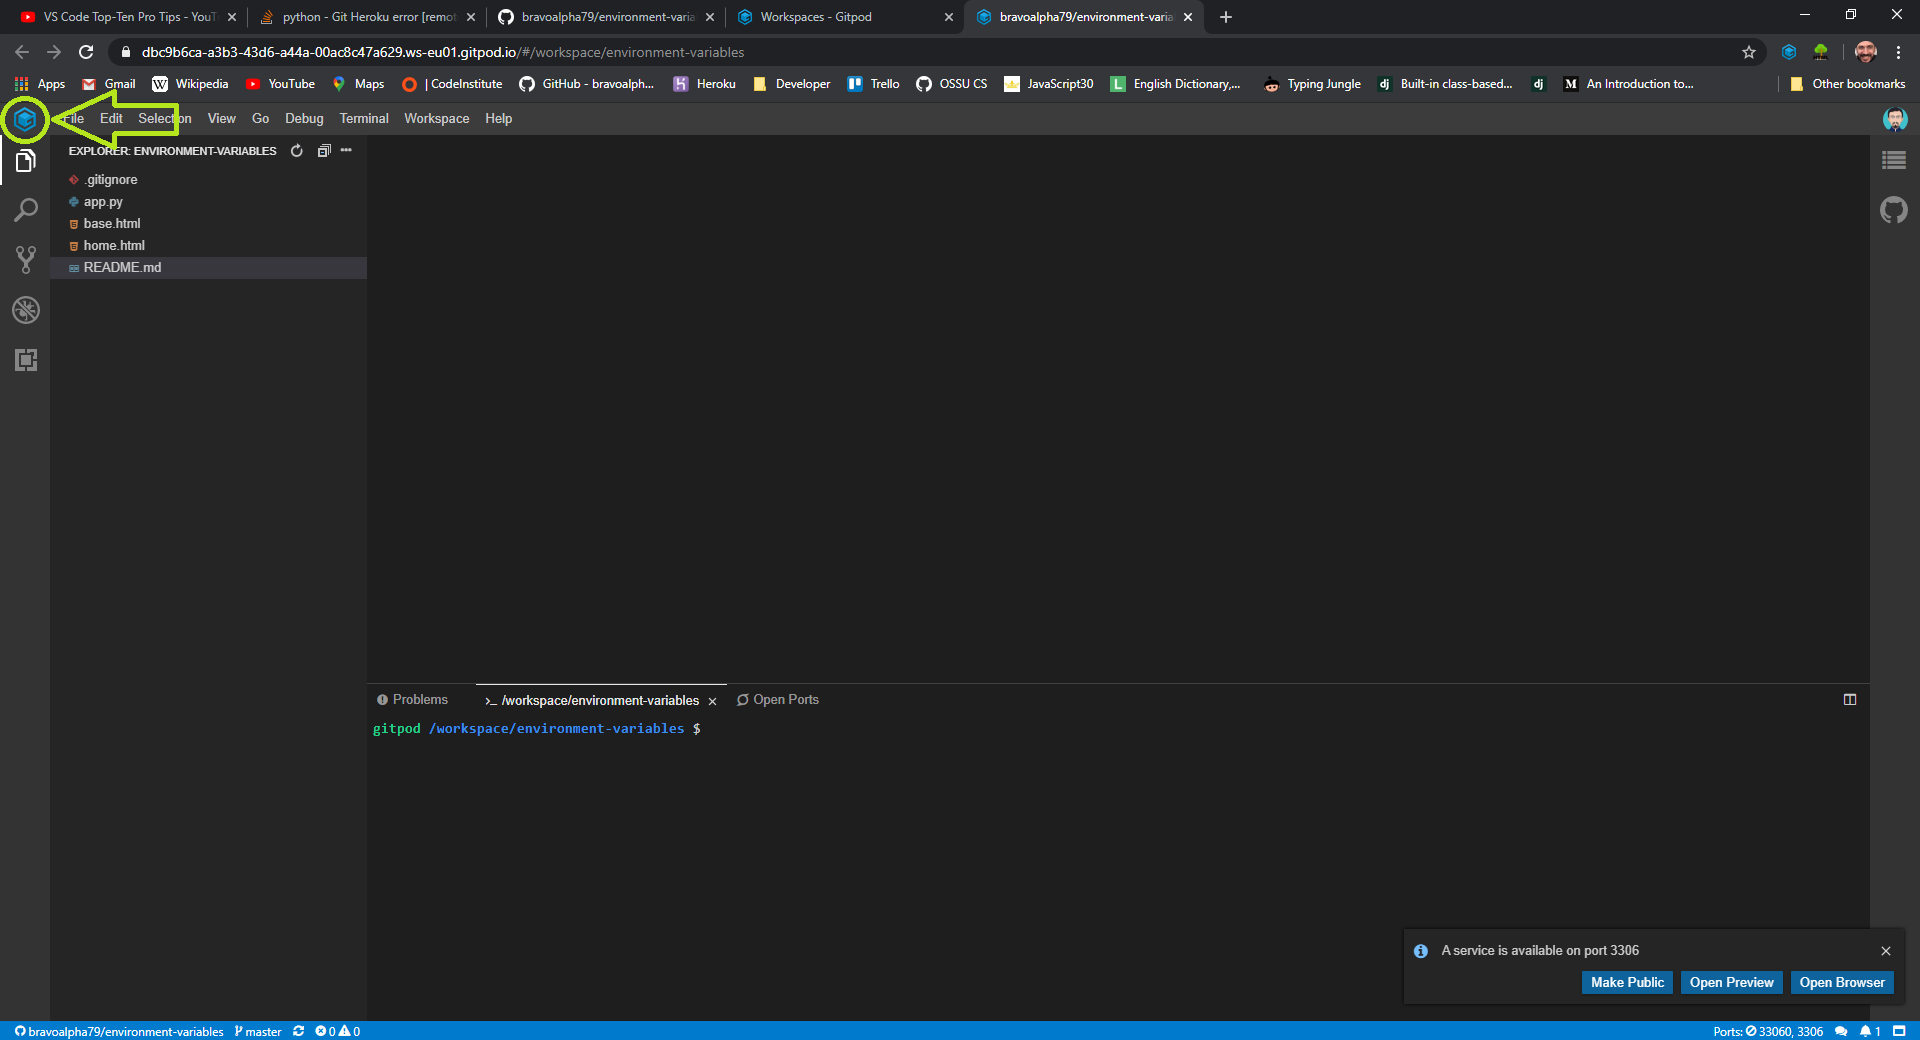 VS Code Top-Ten Pro Tips - YouT
python - Git Heroku error [remot
bravoalpha79/environment-varia
Workspaces - Gitpod
bravoalpha79/environment-varia
dbc9b6ca-a3b3-43d6-a44a-00ac8c47a629.ws-eu01.gitpod.io/#/workspace/environment-variables
Apps
Gmail
Wikipedia
YouTube
Maps
| CodeInstitute
GitHub - bravoalph...
Heroku
Developer
Trello
OSSU CS
JavaScript30
English Dictionary,...
Typing Jungle
Built-in class-based...
An Introduction to...
Other bookmarks
File Edit Selection View Go Debug Terminal Workspace Help
EXPLORER: ENVIRONMENT-VARIABLES
.gitignore
app.py
base.html
home.html
README.md
Problems
/workspace/environment-variables
Open Ports
gitpod /workspace/environment-variables $
A service is available on port 3306
Make Public
Open Preview
Open Browser
bravoalpha79/environment-variables master 0 0
Ports: 33060, 3306 1